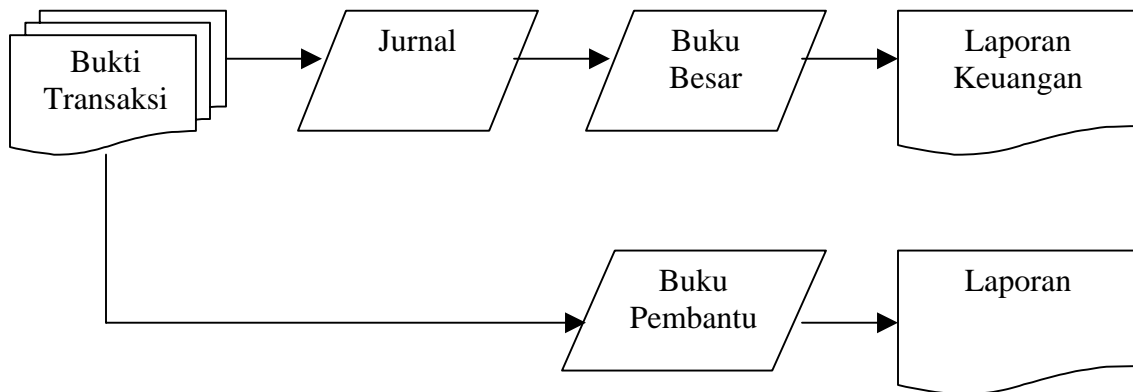 Bukti
Transaksi
Jurnal
Buku
Besar
Laporan
Keuangan
Buku
Pembantu
Laporan